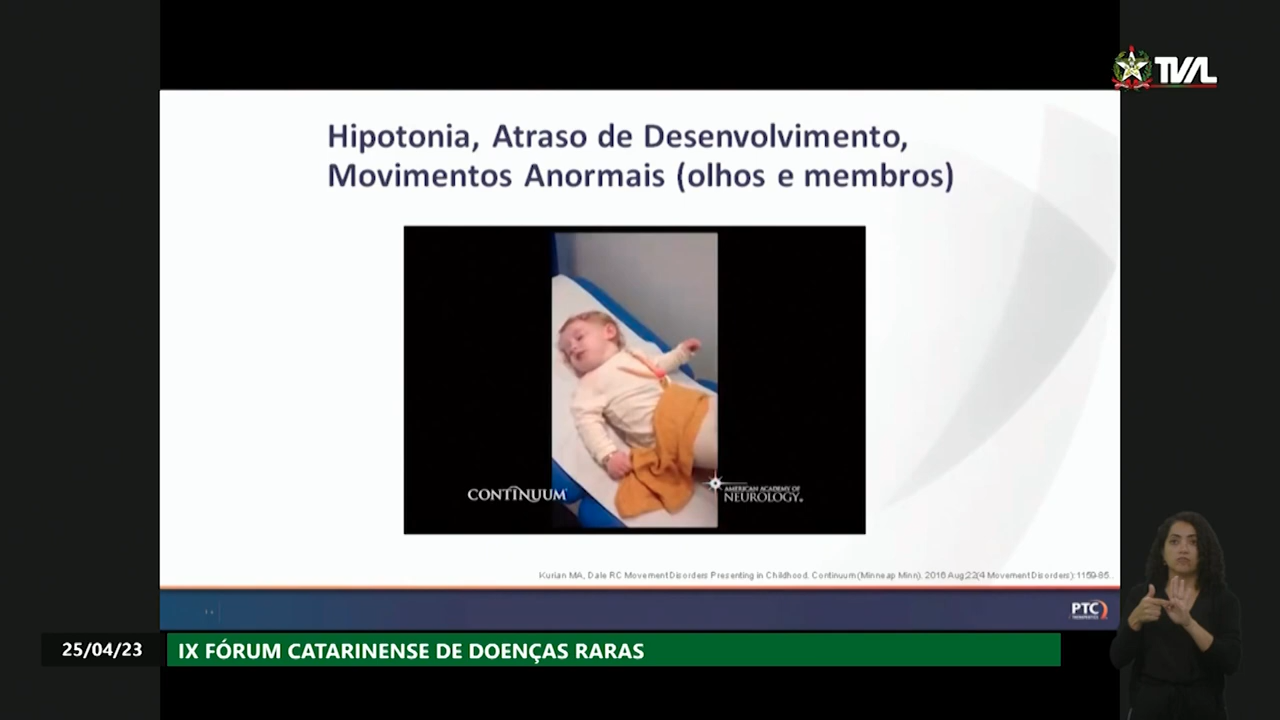 TVAL
Hipotonia, Atraso de Desenvolvimento,
Movimentos Anormais (olhos e membros)
CONTINUUM
AMERICAN ACADEMY OF
NEUROLOGY®
Kurian MA, Dale RC Movement Disorders Presenting in Childhood. Continuum (Minneap Minn). 2016 Aug;22(4 Movement Disorders):1159-85.
PTC
THERAPEUTICS
25/04/23
IX FÓRUM CATARINENSE DE DOENÇAS RARAS